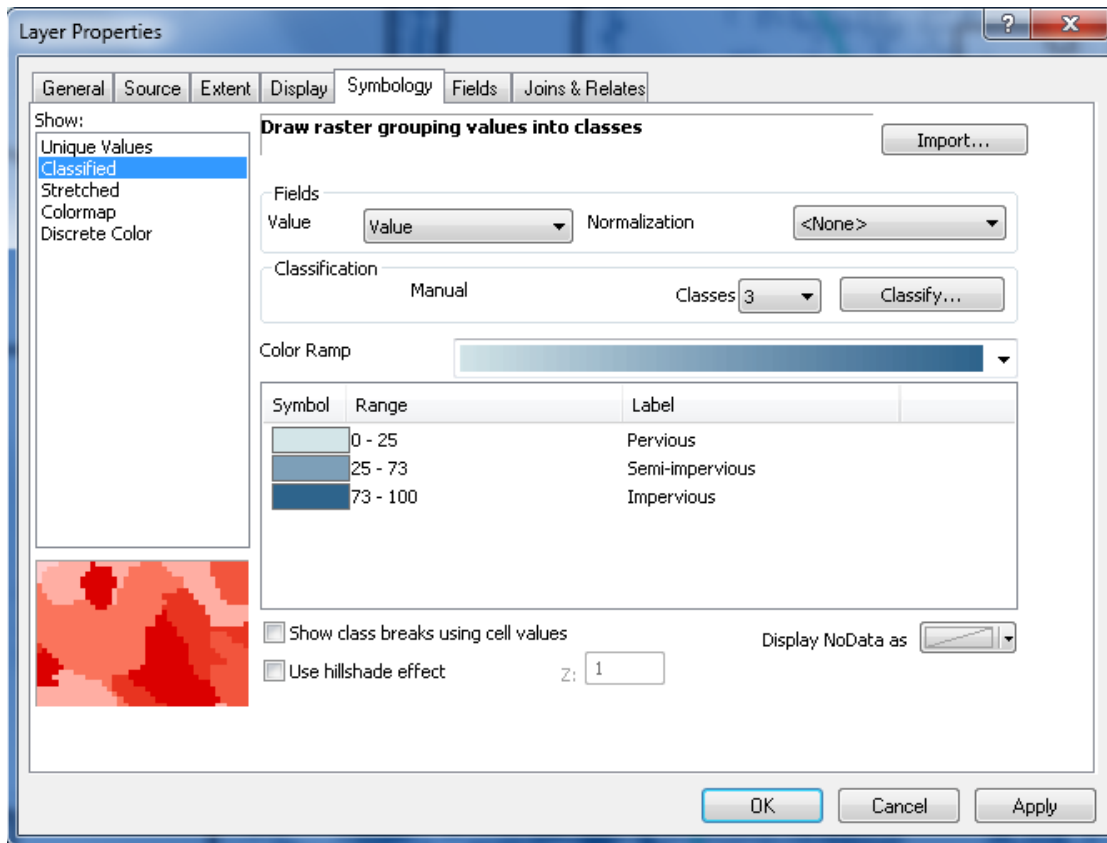 Layer Properties
? X
General Source Extent Display Symbology Fields Joins & Relates
Show:
Unique Values
Classified
Stretched
Colormap
Discrete Color
Draw raster grouping values into classes
Import...
Fields
Value Value Normalization <None>
Classification
Manual Classes 3 Classify...
Color Ramp
Symbol Range Label
0 - 25 Pervious
25 - 73 Semi-impervious
73 - 100 Impervious
Show class breaks using cell values
Display NoData as
Use hillshade effect Z: 1
OK Cancel Apply